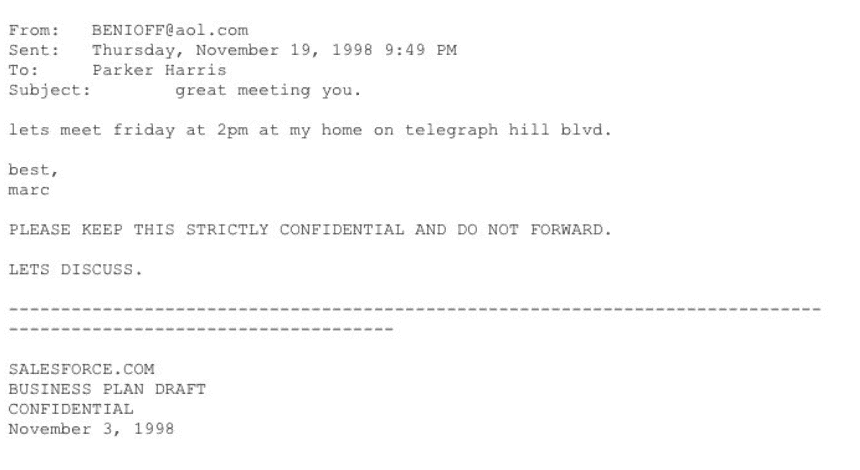 From: BENIOFF@aol.com
Sent: Thursday, November 19, 1998 9:49 PM
To: Parker Harris
Subject: great meeting you.
lets meet friday at 2pm at my home on telegraph hill blvd.
best,
marc
PLEASE KEEP THIS STRICTLY CONFIDENTIAL AND DO NOT FORWARD.
LETS DISCUSS.
------------------------------------------------------------------------------
-------------------------------------
SALESFORCE.COM
BUSINESS PLAN DRAFT
CONFIDENTIAL
November 3, 1998